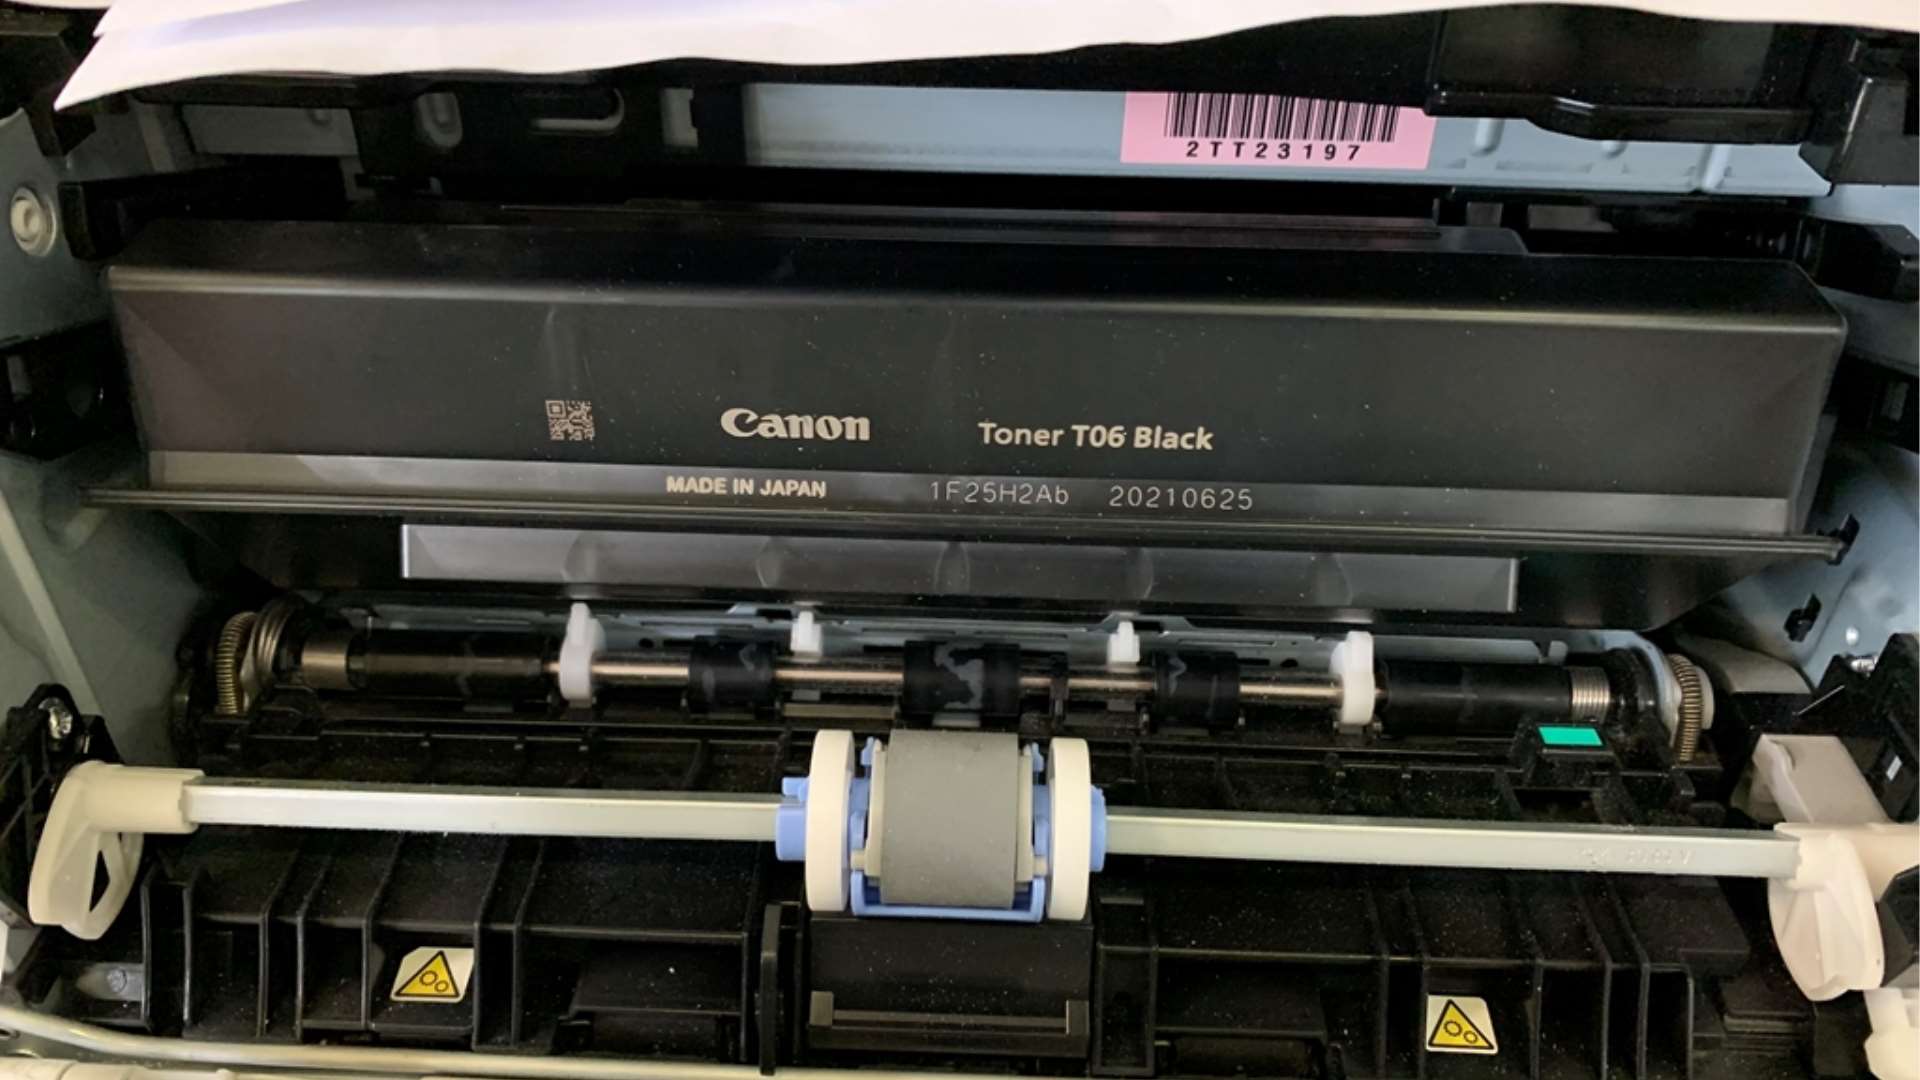 2TT23197
Canon
Toner T06 Black
MADE IN JAPAN 1F25H2Ab 20210625